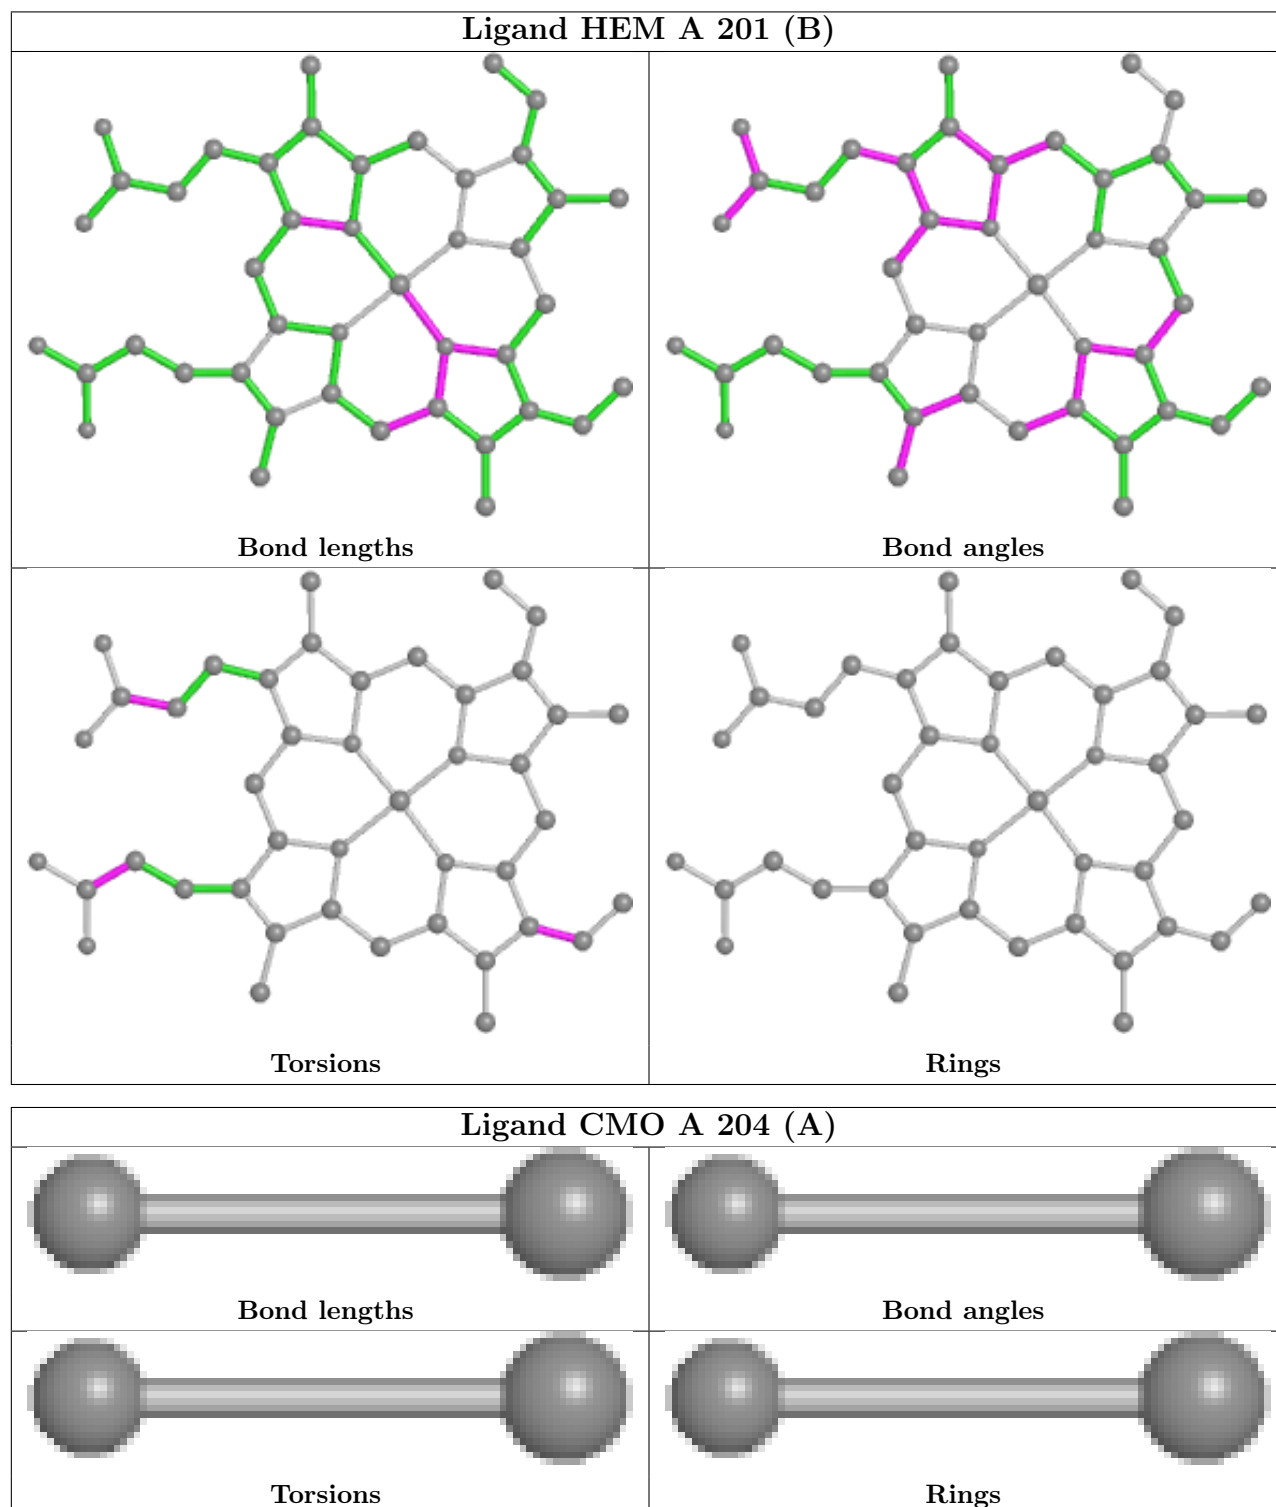 Ligand HEM A 201 (B)
Bond lengths
Bond angles
Torsions
Rings
Ligand CMO A 204 (A)
Bond lengths
Bond angles
Torsions
Rings